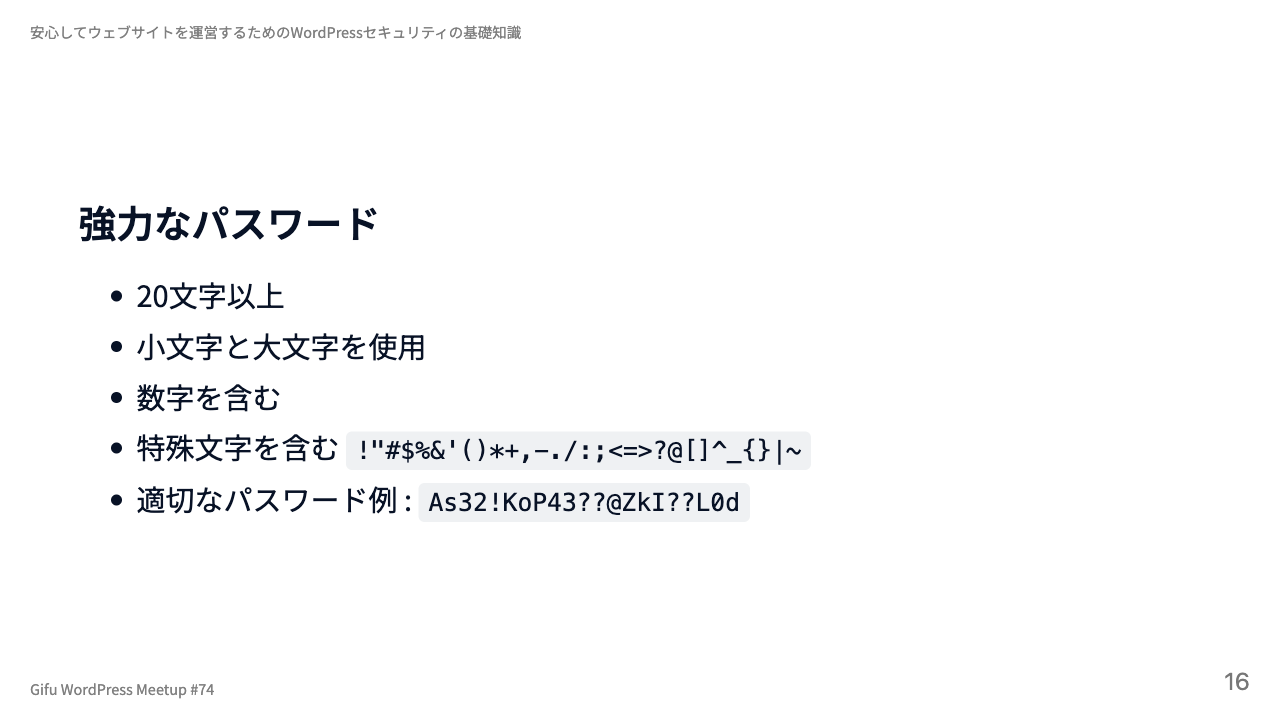 安心してウェブサイトを運営するためのWordPressセキュリティの基礎知識
強力なパスワード
• 20文字以上
• 小文字と大文字を使用
• 数字を含む
• 特殊文字を含む !"#$%&'()*+,-./:;<=>?@[]^_{}|~
• 適切なパスワード例 : As32!KoP43??@ZkI??L0d
Gifu WordPress Meetup #74
16